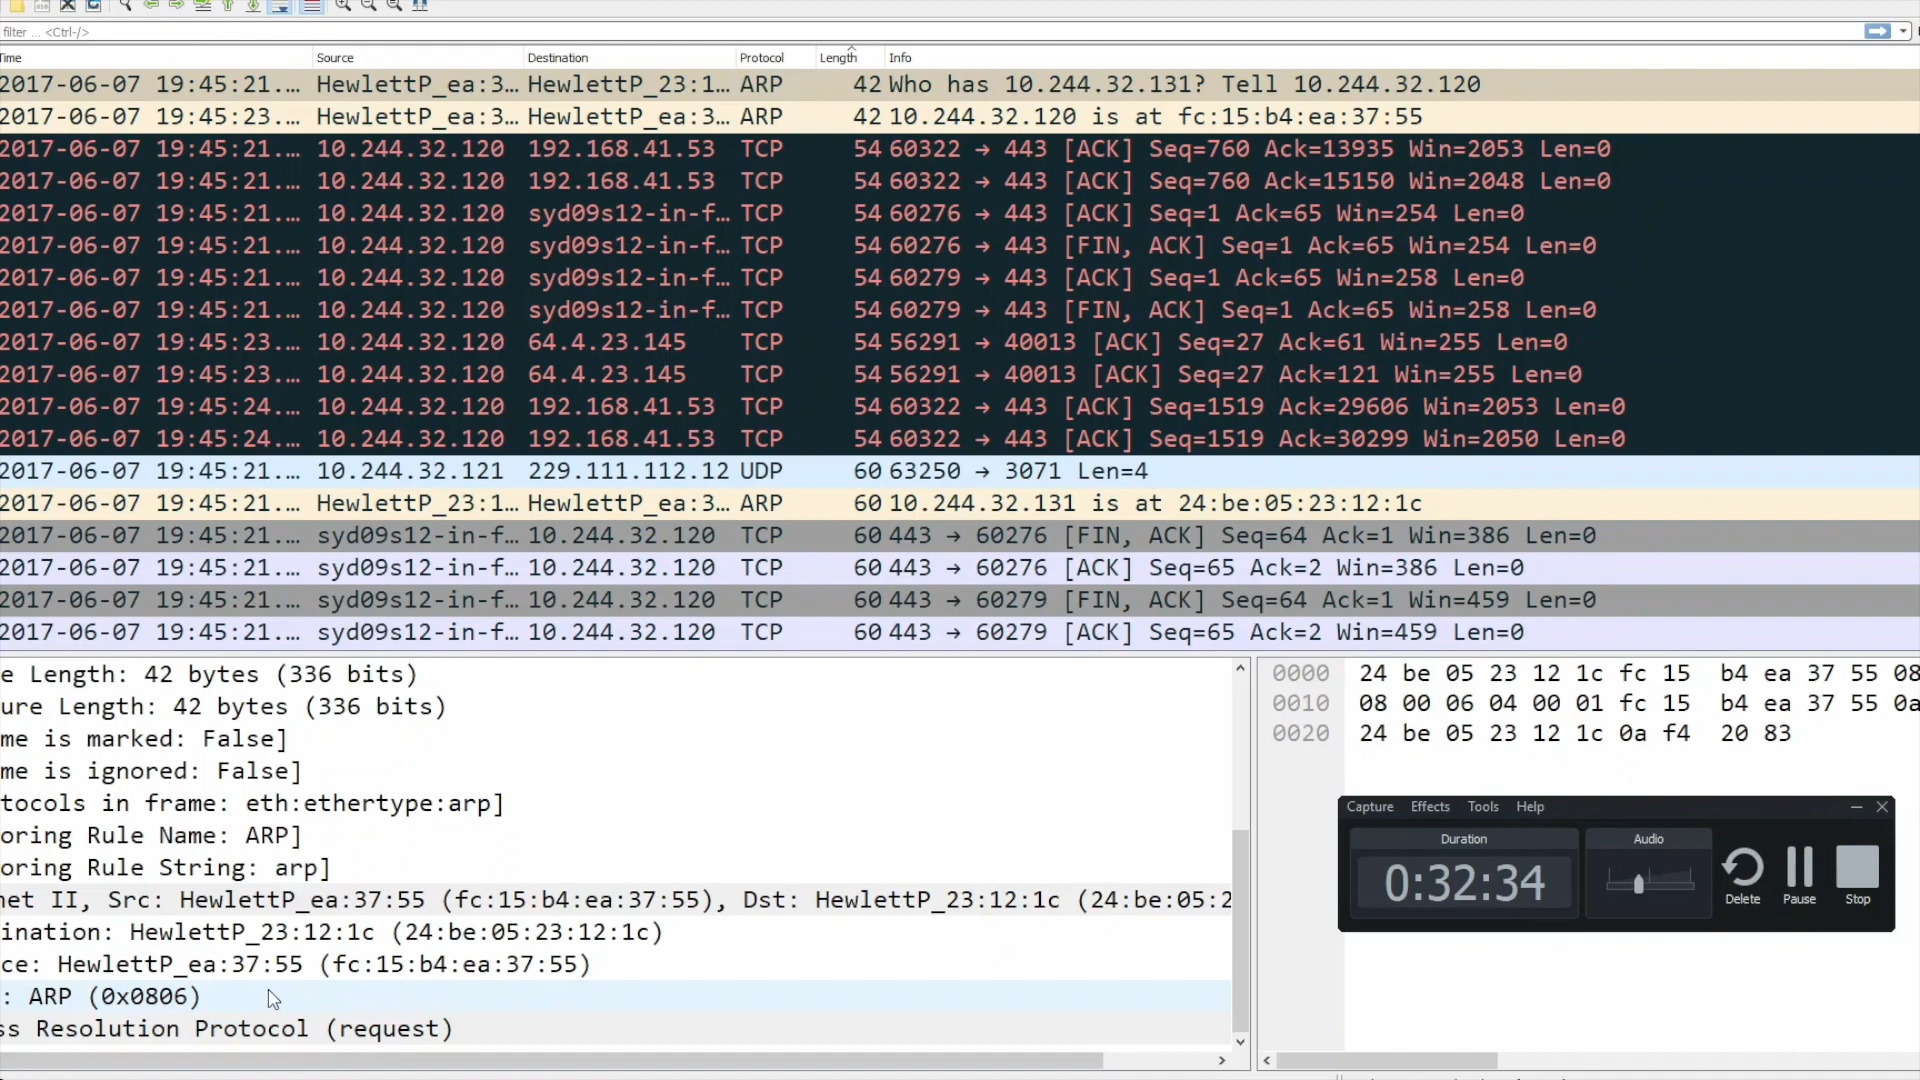 filter ... <Ctrl-/>
Time Source Destination Protocol Length Info
2017-06-07 19:45:21.… HewlettP_ea:3… HewlettP_23:1… ARP 42 Who has 10.244.32.131? Tell 10.244.32.120
2017-06-07 19:45:23.… HewlettP_ea:3… HewlettP_ea:3… ARP 42 10.244.32.120 is at fc:15:b4:ea:37:55
2017-06-07 19:45:21.… 10.244.32.120 192.168.41.53 TCP 54 60322 → 443 [ACK] Seq=760 Ack=13935 Win=2053 Len=0
2017-06-07 19:45:21.… 10.244.32.120 192.168.41.53 TCP 54 60322 → 443 [ACK] Seq=760 Ack=15150 Win=2048 Len=0
2017-06-07 19:45:21.… 10.244.32.120 syd09s12-in-f… TCP 54 60276 → 443 [ACK] Seq=1 Ack=65 Win=254 Len=0
2017-06-07 19:45:21.… 10.244.32.120 syd09s12-in-f… TCP 54 60276 → 443 [FIN, ACK] Seq=1 Ack=65 Win=254 Len=0
2017-06-07 19:45:21.… 10.244.32.120 syd09s12-in-f… TCP 54 60279 → 443 [ACK] Seq=1 Ack=65 Win=258 Len=0
2017-06-07 19:45:21.… 10.244.32.120 syd09s12-in-f… TCP 54 60279 → 443 [FIN, ACK] Seq=1 Ack=65 Win=258 Len=0
2017-06-07 19:45:23.… 10.244.32.120 64.4.23.145 TCP 54 56291 → 40013 [ACK] Seq=27 Ack=61 Win=255 Len=0
2017-06-07 19:45:23.… 10.244.32.120 64.4.23.145 TCP 54 56291 → 40013 [ACK] Seq=27 Ack=121 Win=255 Len=0
2017-06-07 19:45:24.… 10.244.32.120 192.168.41.53 TCP 54 60322 → 443 [ACK] Seq=1519 Ack=29606 Win=2053 Len=0
2017-06-07 19:45:24.… 10.244.32.120 192.168.41.53 TCP 54 60322 → 443 [ACK] Seq=1519 Ack=30299 Win=2050 Len=0
2017-06-07 19:45:21.… 10.244.32.121 229.111.112.12 UDP 60 63250 → 3071 Len=4
2017-06-07 19:45:21.… HewlettP_23:1… HewlettP_ea:3… ARP 60 10.244.32.131 is at 24:be:05:23:12:1c
2017-06-07 19:45:21.… syd09s12-in-f… 10.244.32.120 TCP 60 443 → 60276 [FIN, ACK] Seq=64 Ack=1 Win=386 Len=0
2017-06-07 19:45:21.… syd09s12-in-f… 10.244.32.120 TCP 60 443 → 60276 [ACK] Seq=65 Ack=2 Win=386 Len=0
2017-06-07 19:45:21.… syd09s12-in-f… 10.244.32.120 TCP 60 443 → 60279 [FIN, ACK] Seq=64 Ack=1 Win=459 Len=0
2017-06-07 19:45:21.… syd09s12-in-f… 10.244.32.120 TCP 60 443 → 60279 [ACK] Seq=65 Ack=2 Win=459 Len=0
e Length: 42 bytes (336 bits)
ure Length: 42 bytes (336 bits)
me is marked: False]
me is ignored: False]
tocols in frame: eth:ethertype:arp]
oring Rule Name: ARP]
oring Rule String: arp]
net II, Src: HewlettP_ea:37:55 (fc:15:b4:ea:37:55), Dst: HewlettP_23:12:1c (24:be:05:2
ination: HewlettP_23:12:1c (24:be:05:23:12:1c)
ce: HewlettP_ea:37:55 (fc:15:b4:ea:37:55)
: ARP (0x0806)
ss Resolution Protocol (request)
0000 24 be 05 23 12 1c fc 15 b4 ea 37 55 08
0010 08 00 06 04 00 01 fc 15 b4 ea 37 55 0a
0020 24 be 05 23 12 1c 0a f4 20 83
Capture Effects Tools Help
Duration Audio
0:32:34
Delete Pause Stop